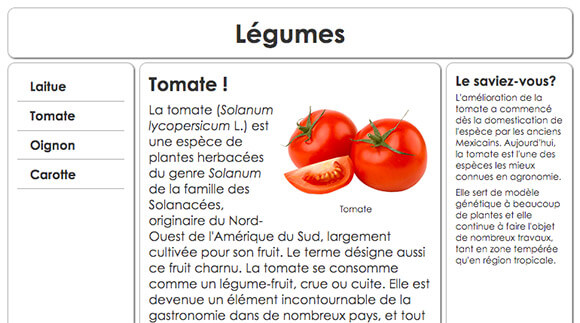 Légumes
Laitue
Tomate
Oignon
Carotte
Tomate !
La tomate (Solanum
lycopersicum L.) est
une espèce de
plantes herbacées
du genre Solanum
de la famille des
Solanacées,
originaire du Nord-
Ouest de l'Amérique du Sud, largement
cultivée pour son fruit. Le terme désigne aussi
ce fruit charnu. La tomate se consomme
comme un légume-fruit, crue ou cuite. Elle est
devenue un élément incontournable de la
gastronomie dans de nombreux pays, et tout
Tomate
Le saviez-vous?
L'amélioration de la
tomate a commencé
dès la domestication de
l'espèce par les anciens
Mexicains. Aujourd'hui,
la tomate est l'une des
espèces les mieux
connues en agronomie.
Elle sert de modèle
génétique à beaucoup
de plantes et elle
continue à faire l'objet
de nombreux travaux,
tant en zone tempérée
qu'en région tropicale.